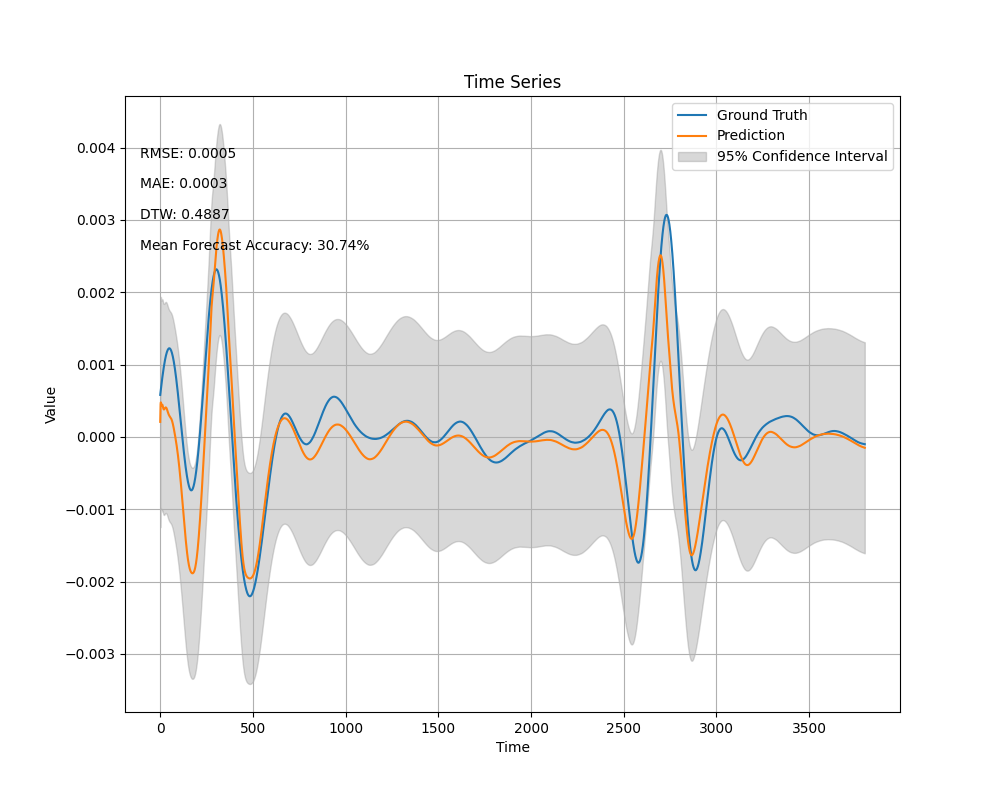 Time Series
Ground Truth
Prediction
95% Confidence Interval
RMSE: 0.0005
MAE: 0.0003
DTW: 0.4887
Mean Forecast Accuracy: 30.74%
0.004
0.003
0.002
0.001
0.000
−0.001
−0.002
−0.003
Value
0 500 1000 1500 2000 2500 3000 3500
Time